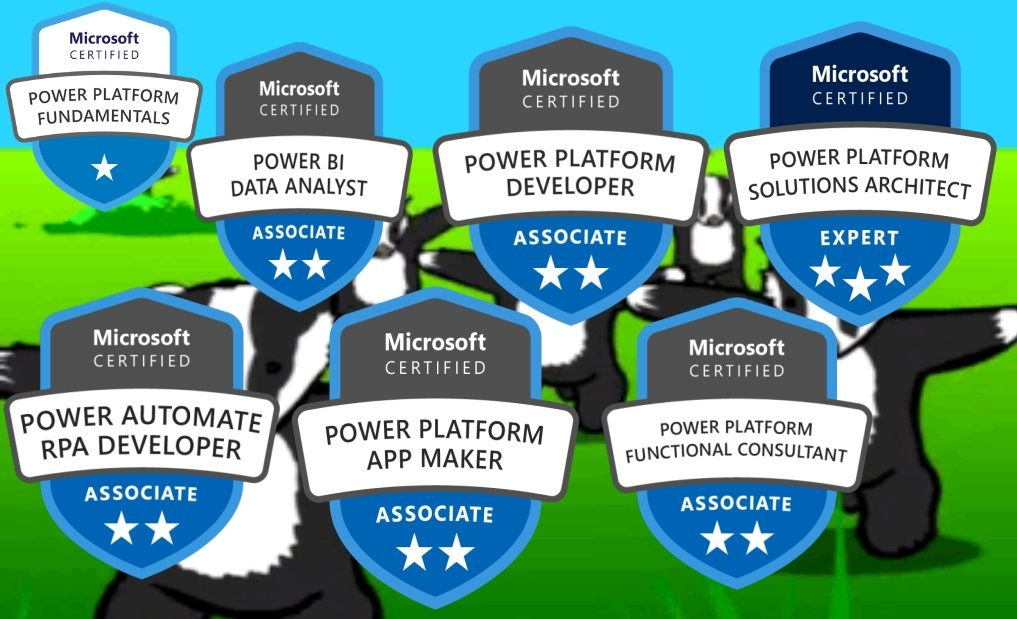 Microsoft
CERTIFIED
POWER PLATFORM
FUNDAMENTALS
Microsoft
CERTIFIED
POWER BI
DATA ANALYST
ASSOCIATE
Microsoft
CERTIFIED
POWER PLATFORM
DEVELOPER
ASSOCIATE
Microsoft
CERTIFIED
POWER PLATFORM
SOLUTIONS ARCHITECT
EXPERT
Microsoft
CERTIFIED
POWER AUTOMATE
RPA DEVELOPER
ASSOCIATE
Microsoft
CERTIFIED
POWER PLATFORM
APP MAKER
ASSOCIATE
Microsoft
CERTIFIED
POWER PLATFORM
FUNCTIONAL CONSULTANT
ASSOCIATE